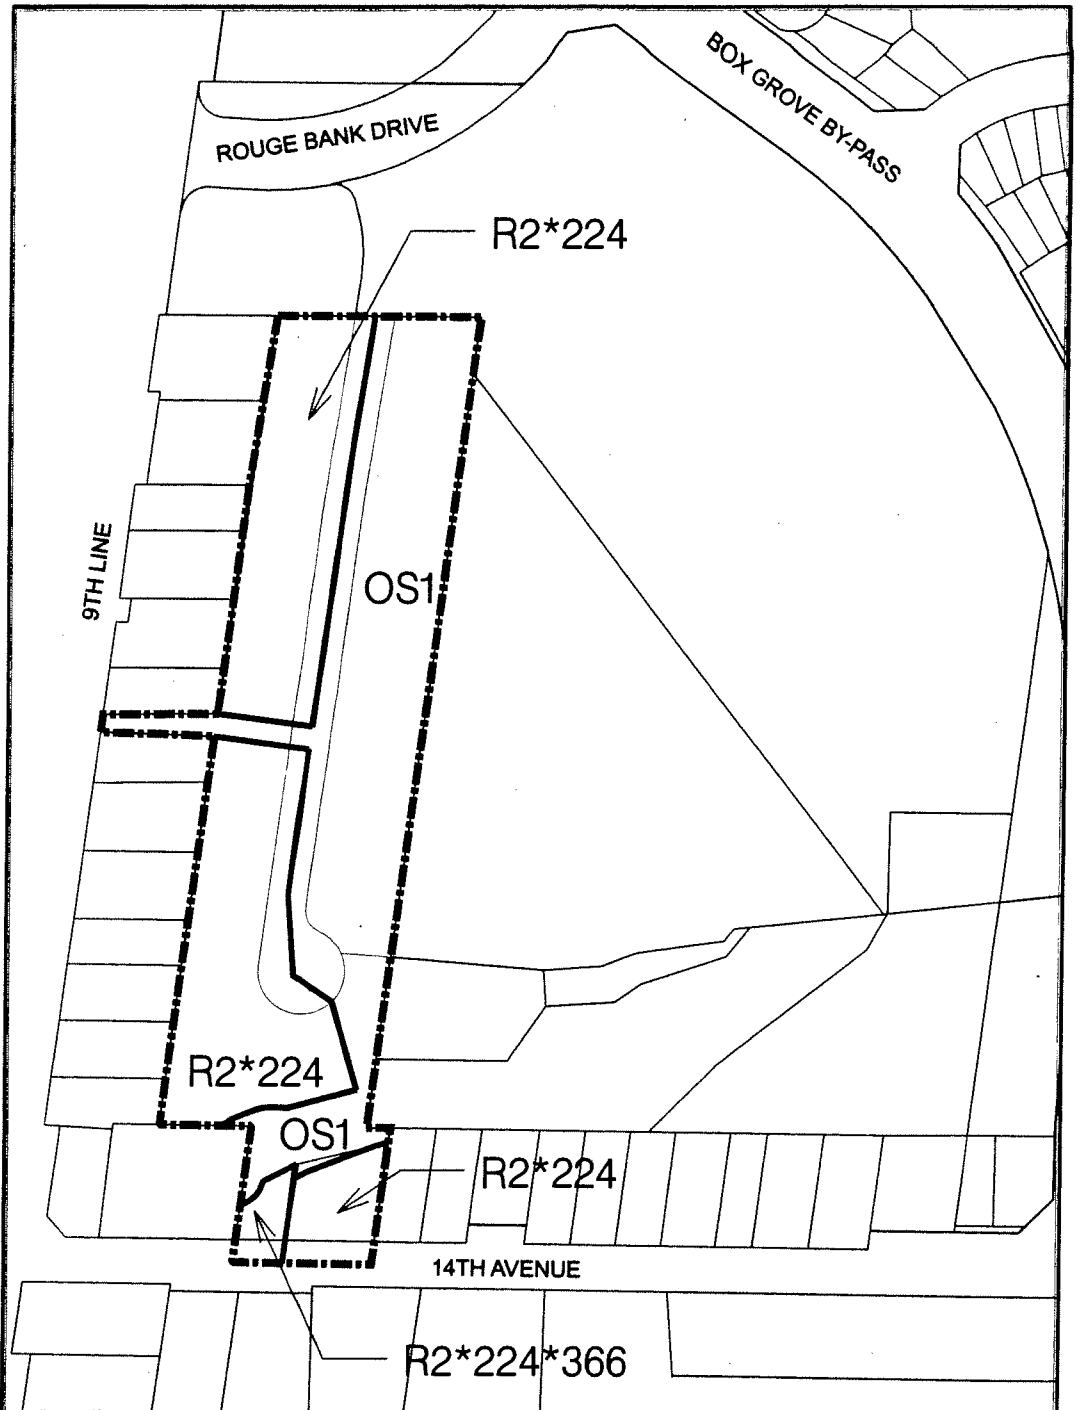 BOX GROVE BY-PASS
ROUGE BANK DRIVE
R2*224
9TH LINE
OS1
R2*224
OS1
R2*224
14TH AVENUE
R2*224*366